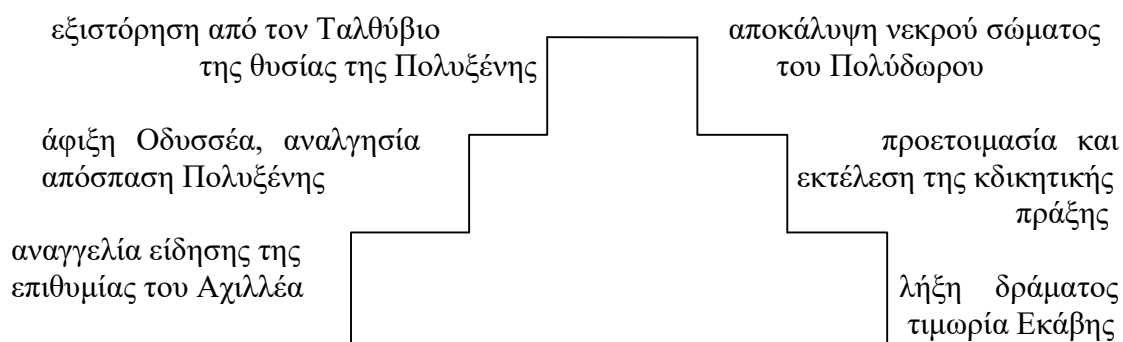 εξιστόρηση από τον Ταλθύβιο
της θυσίας της Πολυξένης
αποκάλυψη νεκρού σώματος
του Πολύδωρου
άφιξη Οδυσσέα, αναλγησία
απόσπαση Πολυξένης
προετοιμασία και
εκτέλεση της κδικητικής
πράξης
αναγγελία είδησης της
επιθυμίας του Αχιλλέα
λήξη δράματος
τιμωρία Εκάβης